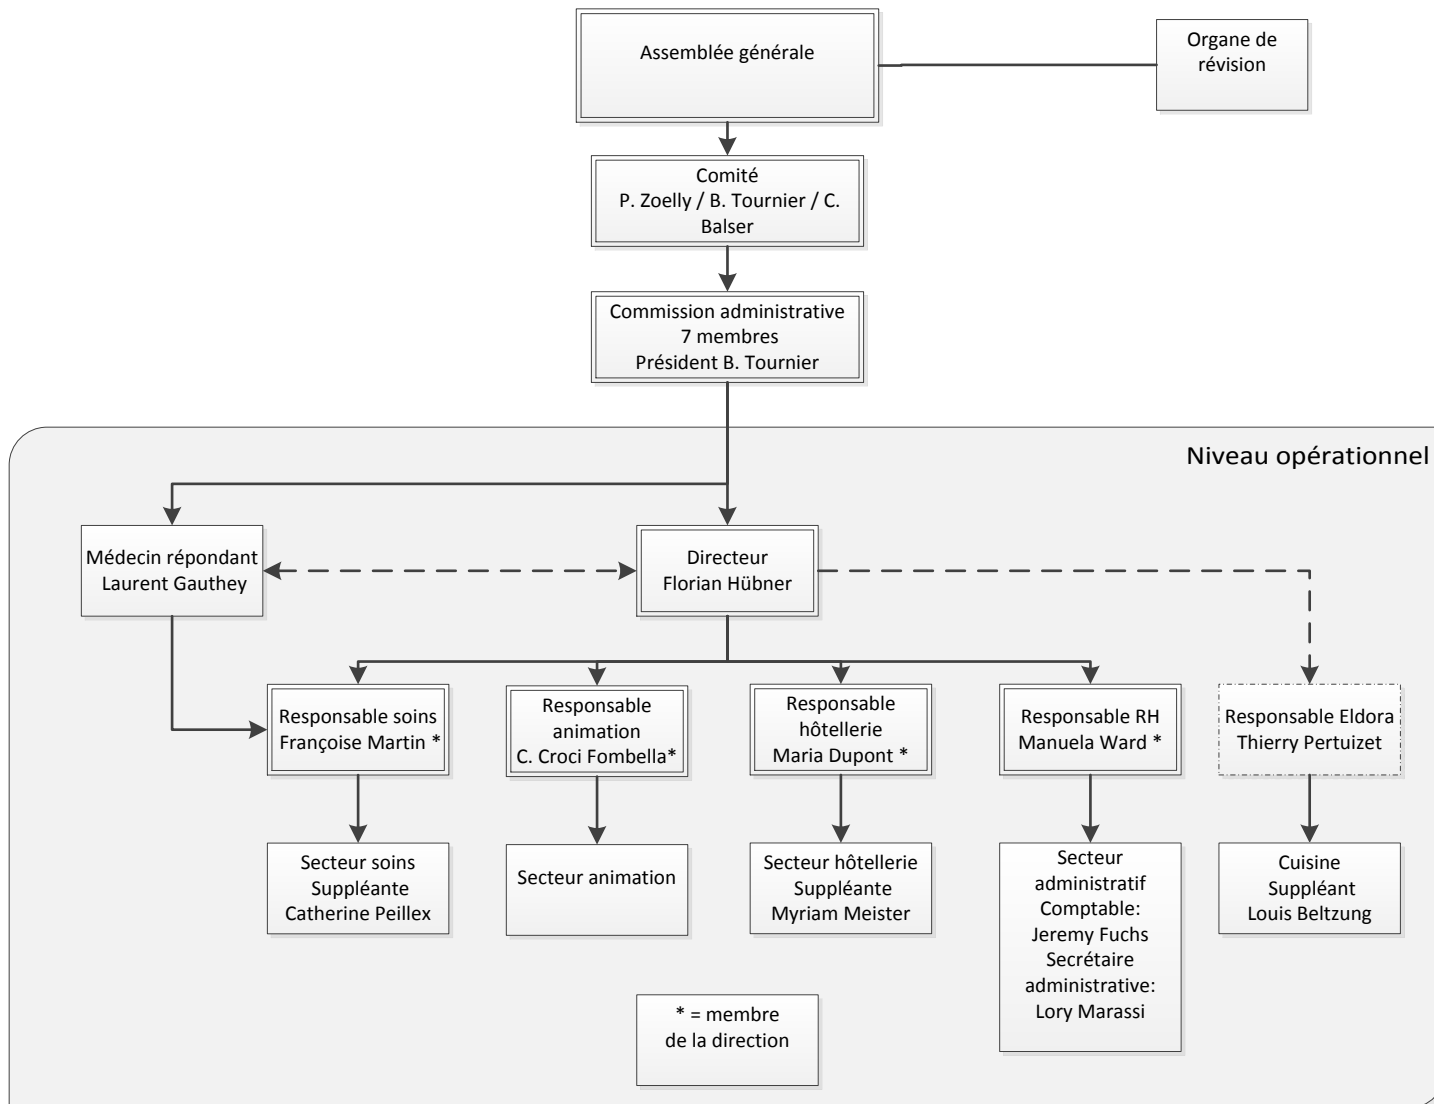 Assemblée générale
Organe de
révision
Comité
P. Zoelly / B. Tournier / C.
Balser
Commission administrative
7 membres
Président B. Tournier
Niveau opérationnel
Médecin répondant
Laurent Gauthey
Directeur
Florian Hübner
Responsable soins
Françoise Martin *
Responsable
animation
C. Croci Fombella*
Responsable
hôtellerie
Maria Dupont *
Responsable RH
Manuela Ward *
Responsable Eldora
Thierry Pertuizet
Secteur soins
Suppléante
Catherine Peillex
Secteur animation
Secteur hôtellerie
Suppléante
Myriam Meister
Secteur
administratif
Comptable:
Jeremy Fuchs
Secrétaire
administrative:
Lory Marassi
Cuisine
Suppléant
Louis Beltzung
* = membre
de la direction